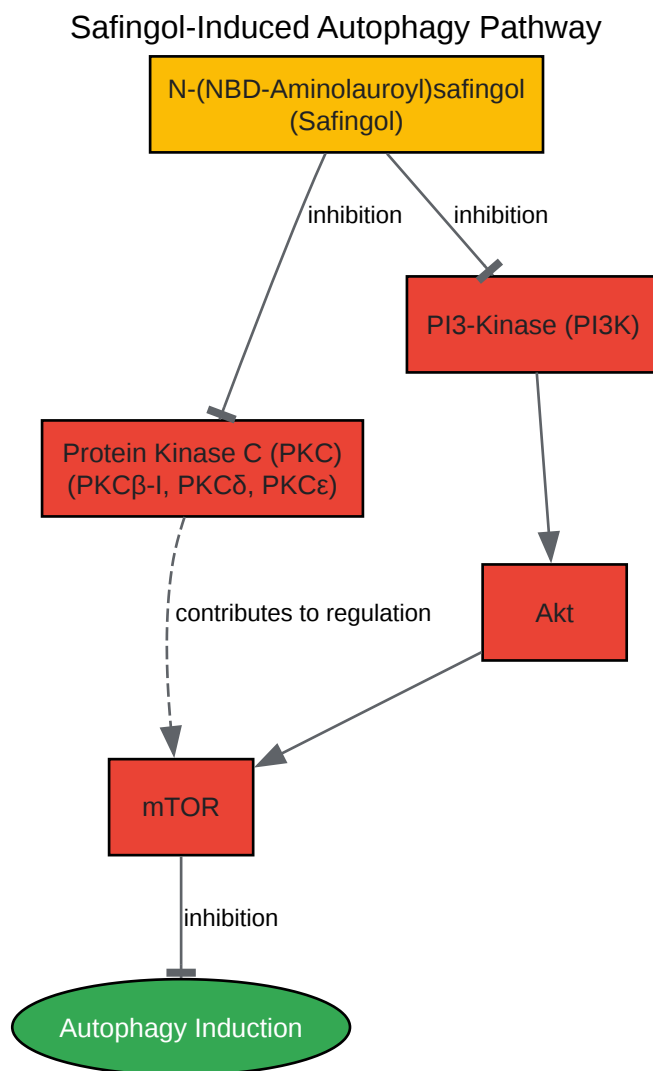 Safingol-Induced Autophagy Pathway
N-(NBD-Aminolauroyl)safingol
(Safingol)
inhibition
inhibition
PI3-Kinase (PI3K)
Protein Kinase C (PKC)
(PKCβ-I, PKCδ, PKCε)
contributes to regulation
Akt
mTOR
inhibition
Autophagy Induction